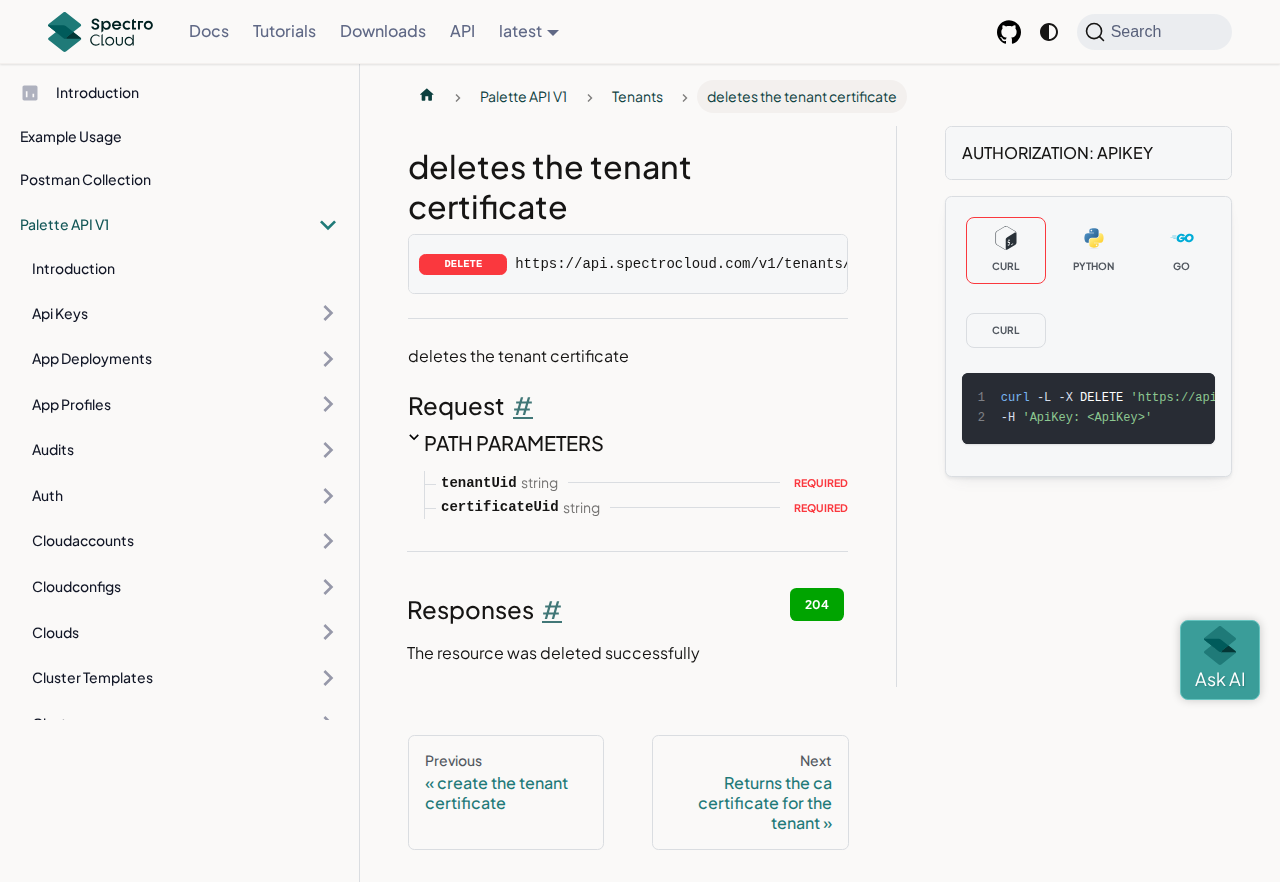 Spectro Cloud
Docs
Tutorials
Downloads
API
latest
Search
Introduction
Example Usage
Postman Collection
Palette API V1
Introduction
Api Keys
App Deployments
App Profiles
Audits
Auth
Cloudaccounts
Cloudconfigs
Clouds
Cluster Templates
Palette API V1
Tenants
deletes the tenant certificate
deletes the tenant
certificate
DELETE https://api.spectrocloud.com/v1/tenants/
deletes the tenant certificate
Request #
PATH PARAMETERS
tenantUid string REQUIRED
certificateUid string REQUIRED
Responses #
204
The resource was deleted successfully
Previous
« create the tenant
certificate
Next
Returns the ca
certificate for the
tenant »
AUTHORIZATION: APIKEY
CURL
PYTHON
GO
CURL
1 curl -L -X DELETE 'https://api
2 -H 'ApiKey: <ApiKey>'
Ask AI